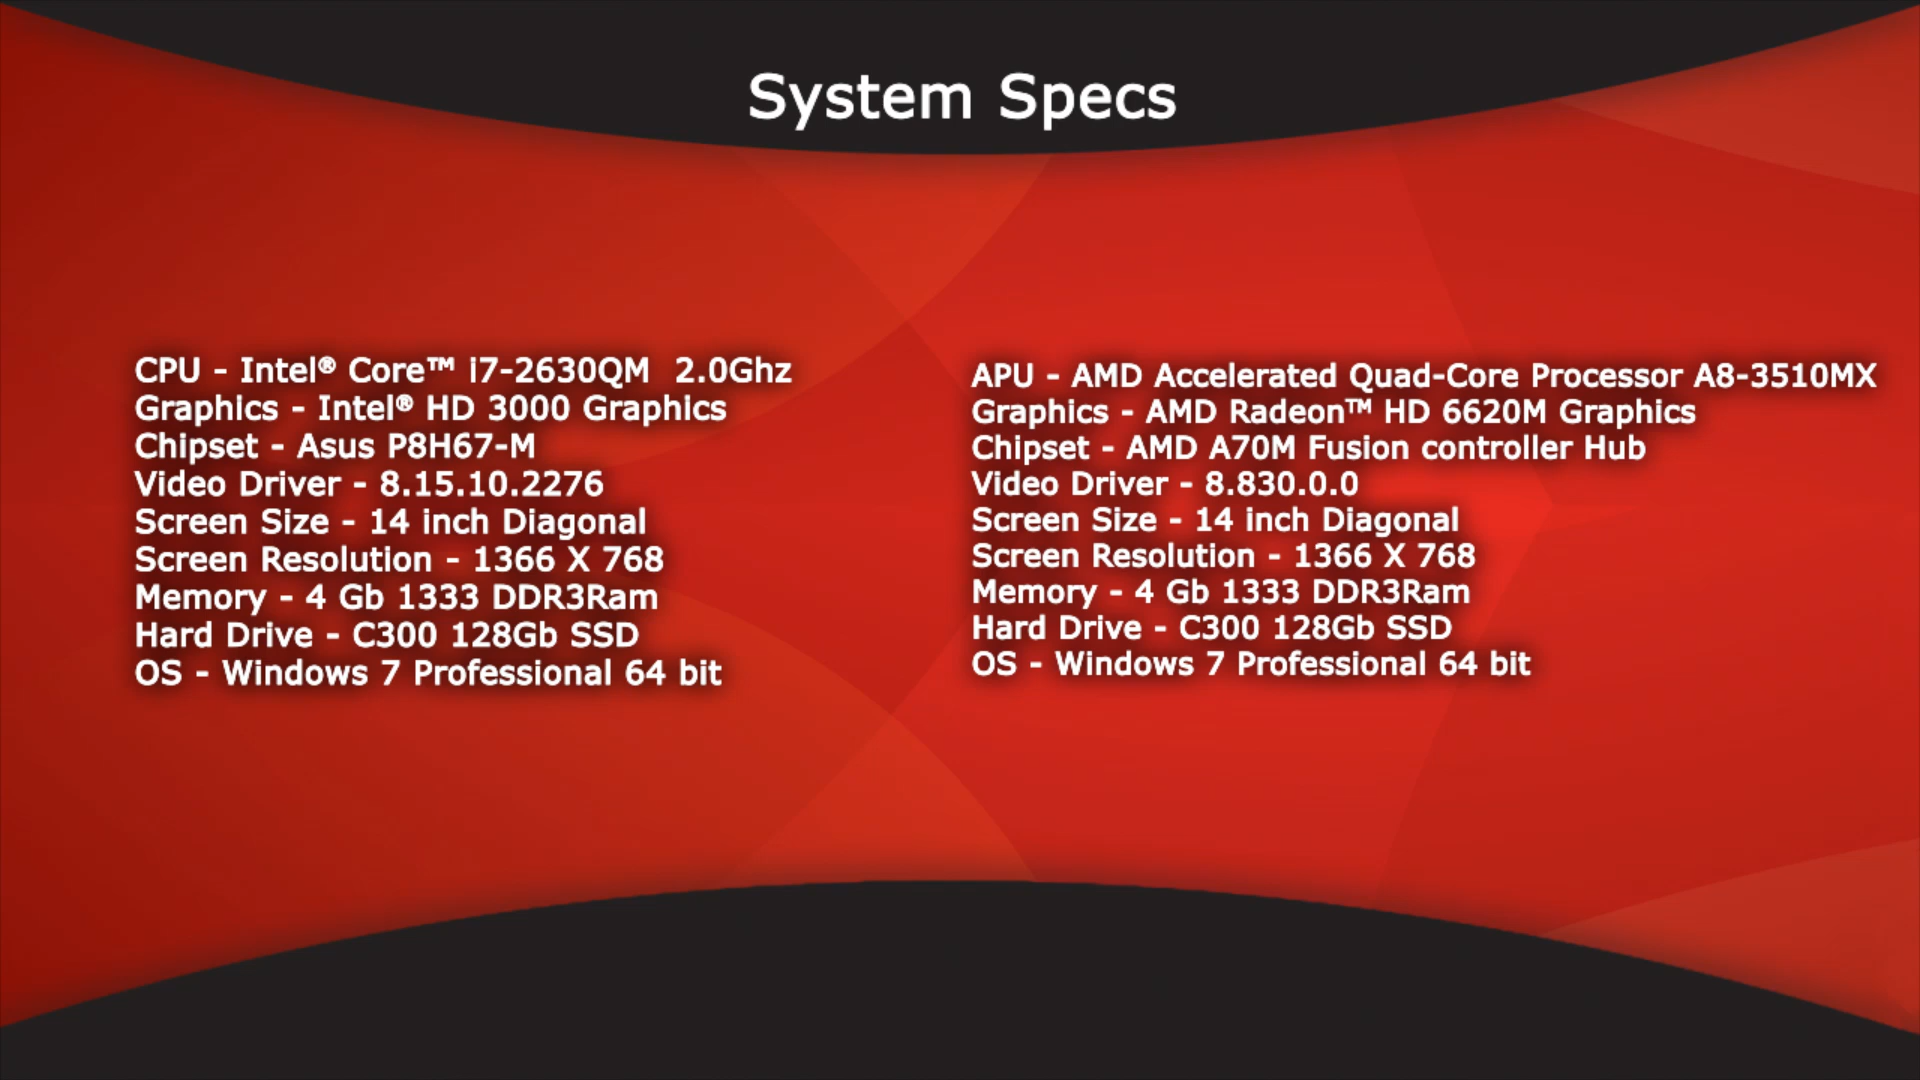 System Specs
CPU - Intel® Core™ i7-2630QM  2.0Ghz
Graphics - Intel® HD 3000 Graphics
Chipset - Asus P8H67-M
Video Driver - 8.15.10.2276
Screen Size - 14 inch Diagonal
Screen Resolution - 1366 X 768
Memory - 4 Gb 1333 DDR3Ram
Hard Drive - C300 128Gb SSD
OS - Windows 7 Professional 64 bit
APU - AMD Accelerated Quad-Core Processor A8-3510MX
Graphics - AMD Radeon™ HD 6620M Graphics
Chipset - AMD A70M Fusion controller Hub
Video Driver - 8.830.0.0
Screen Size - 14 inch Diagonal
Screen Resolution - 1366 X 768
Memory - 4 Gb 1333 DDR3Ram
Hard Drive - C300 128Gb SSD
OS - Windows 7 Professional 64 bit